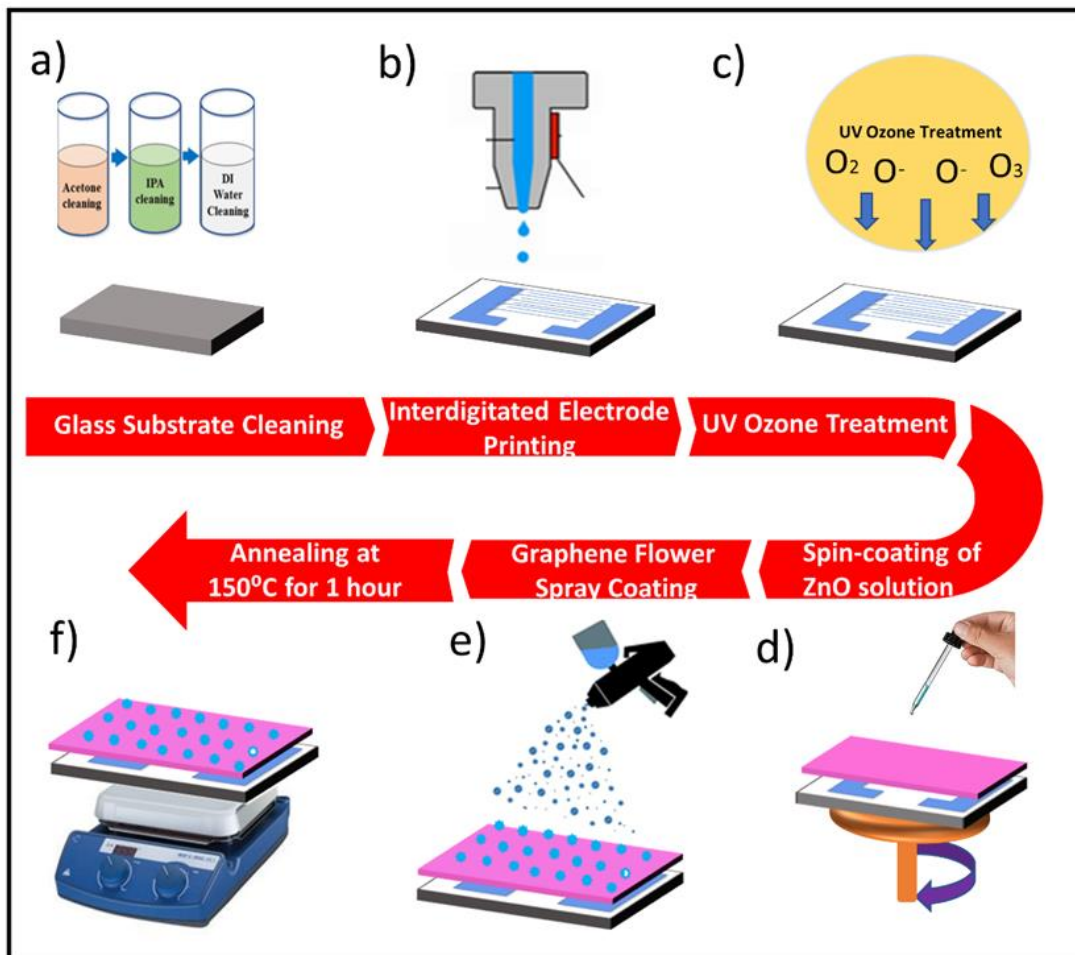 a)
b)
c)
Acetone
cleaning
IPA
cleaning
DI
Water
Cleaning
UV Ozone Treatment
O₂ O⁻ O⁻ O₃
Glass Substrate Cleaning
Interdigitated Electrode
Printing
UV Ozone Treatment
Spin-coating of
ZnO solution
Graphene Flower
Spray Coating
Annealing at
150⁰C for 1 hour
d)
e)
f)